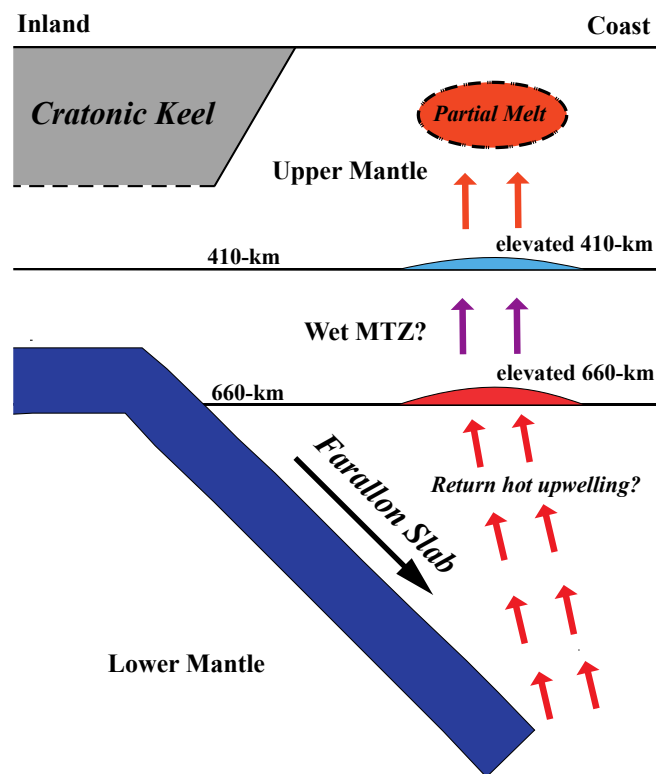 Inland
Coast
Cratonic Keel
Partial Melt
Upper Mantle
410-km
elevated 410-km
Wet MTZ?
elevated 660-km
660-km
Farallon Slab
Return hot upwelling?
Lower Mantle